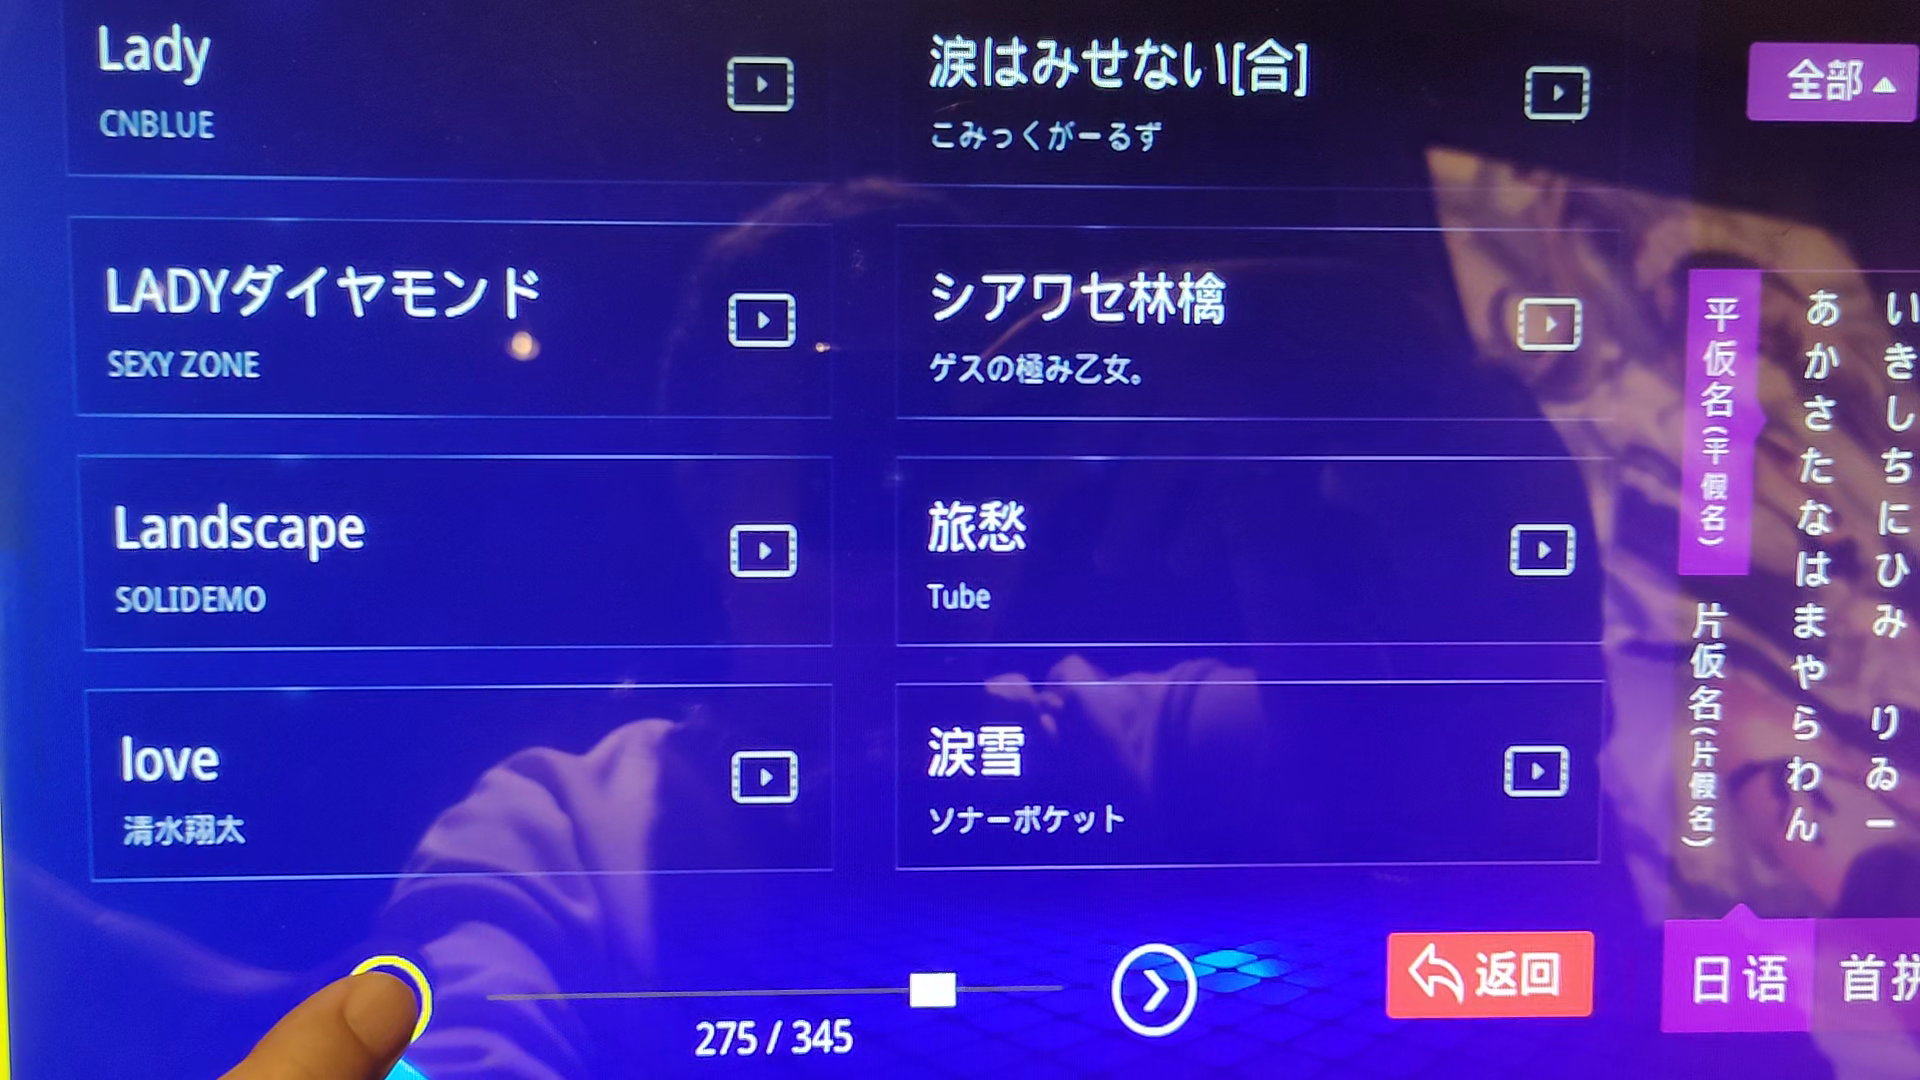 Lady
CNBLUE
涙はみせない[合]
こみっくがーるず
LADYダイヤモンド
SEXY ZONE
シアワセ林檎
ゲスの極み乙女。
Landscape
SOLIDEMO
旅愁
Tube
love
清水翔太
涙雪
ソナーポケット
275 / 345
返回
全部
平仮名(平假名)
片仮名(片假名)
あかさたなはまやらわん
いきしちにひみ りゐー
日语
首拼